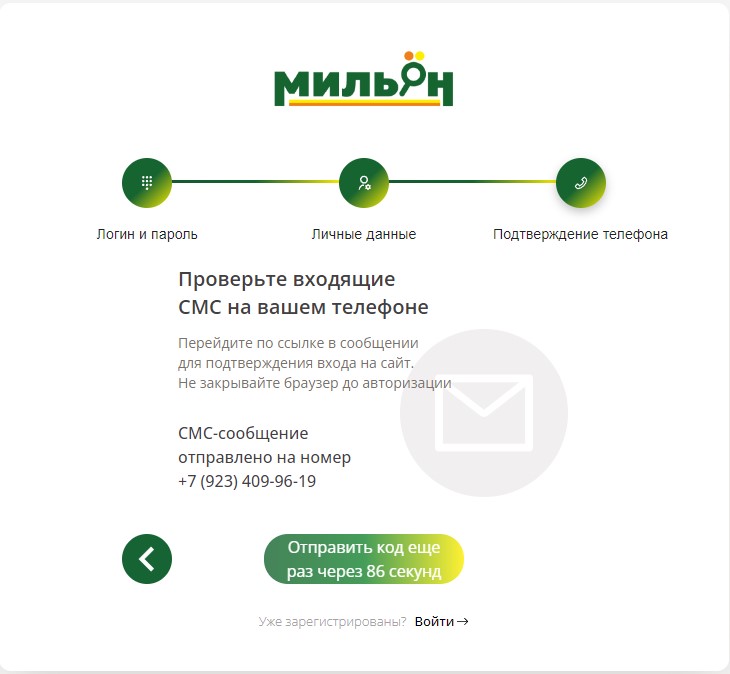 МИЛЬОН
Логин и пароль
Личные данные
Подтверждение телефона
Проверьте входящие
СМС на вашем телефоне
Перейдите по ссылке в сообщении
для подтверждения входа на сайт.
Не закрывайте браузер до авторизации
СМС-сообщение
отправлено на номер
+7 (923) 409-96-19
Отправить код еще
раз через 86 секунд
Уже зарегистрированы? Войти→